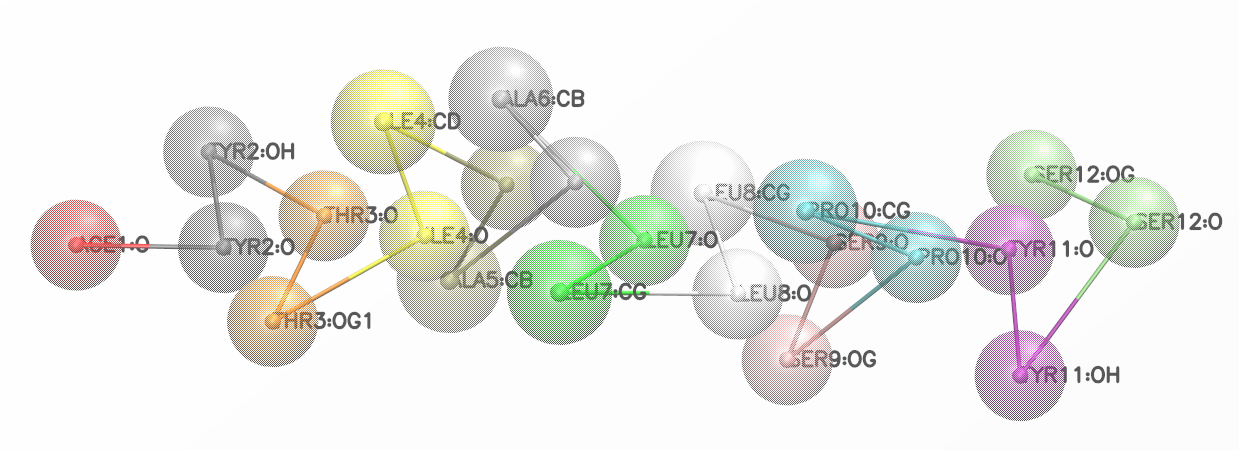 ACE1:O
TYR2:OH
TYR2:O
THR3:O
THR3:OG1
ILE4:CD
ILE4:O
ALA5:CB
ALA6:CB
LEU7:O
LEU7:CG
LEU8:CG
LEU8:O
SER9:O
SER9:OG
PRO10:CG
PRO10:O
TYR11:O
TYR11:OH
SER12:OG
SER12:O